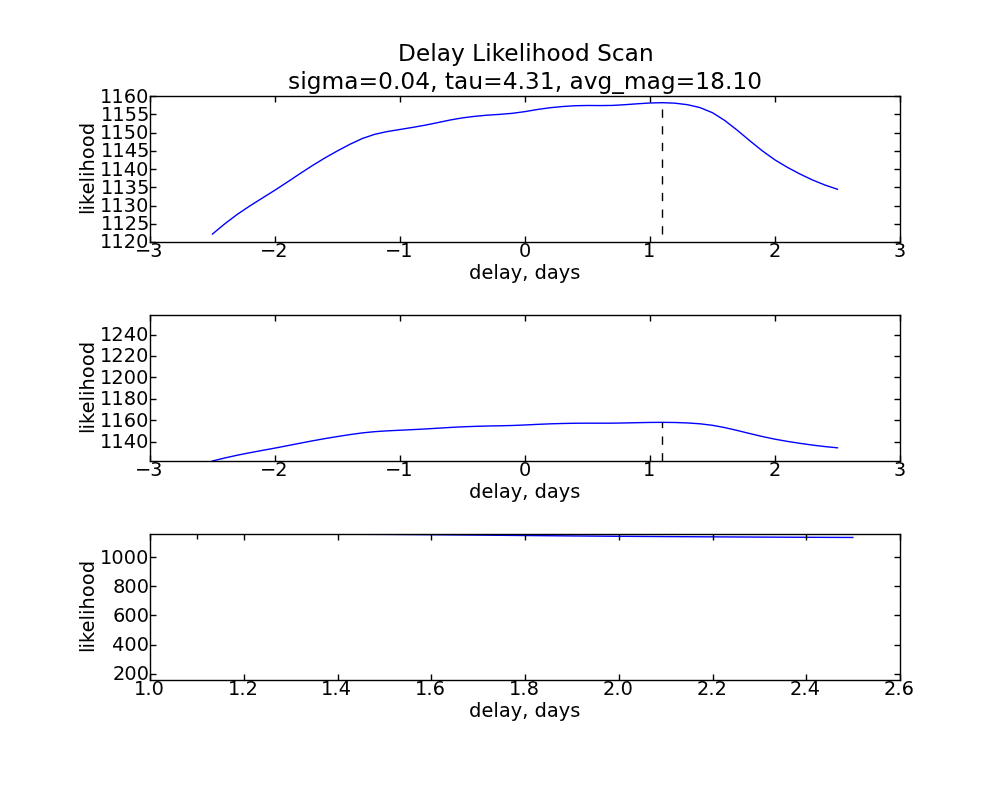 Delay Likelihood Scan
sigma=0.04, tau=4.31, avg_mag=18.10
1160
1155
1150
1145
1140
1135
1130
1125
1120
likelihood
−3 −2 −1 0 1 2 3
delay, days
1240
1220
1200
1180
1160
1140
likelihood
−3 −2 −1 0 1 2 3
delay, days
1000
800
600
400
200
likelihood
1.0 1.2 1.4 1.6 1.8 2.0 2.2 2.4 2.6
delay, days